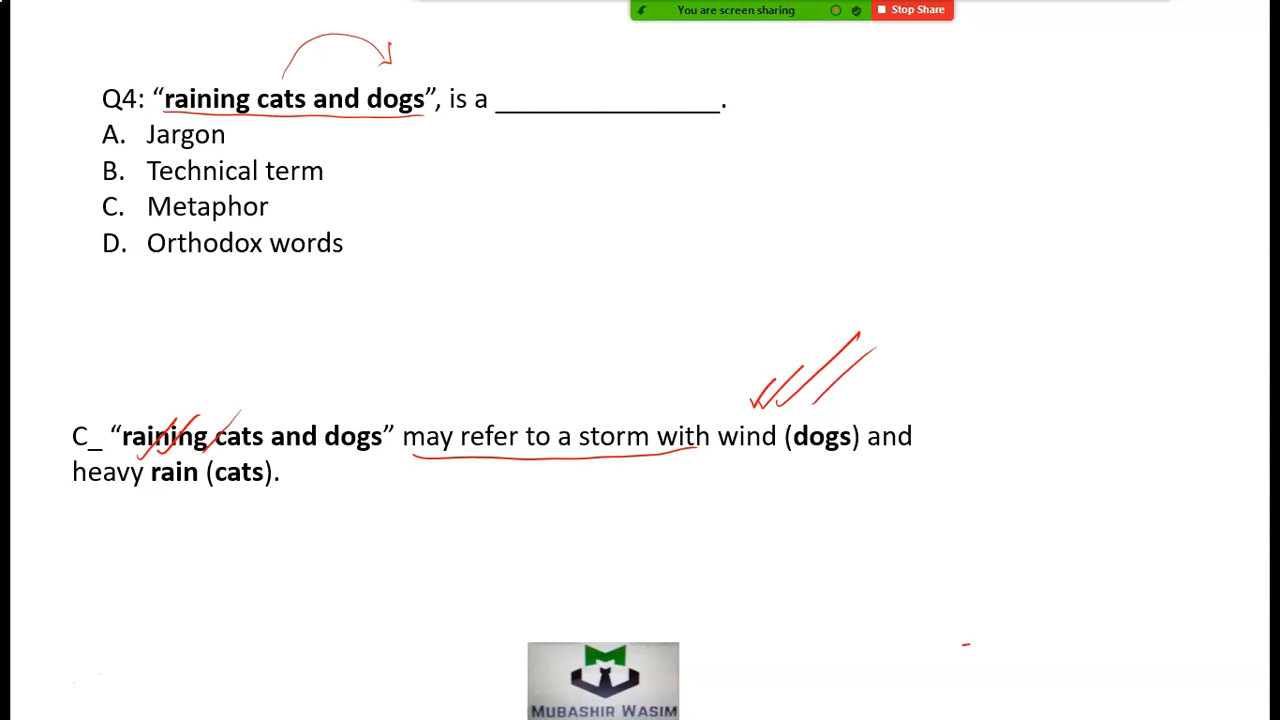 You are screen sharing
Stop Share
Q4: “raining cats and dogs”, is a ________________.
A. Jargon
B. Technical term
C. Metaphor
D. Orthodox words
C_ “raining cats and dogs” may refer to a storm with wind (dogs) and
heavy rain (cats).
MUBASHIR WASIM